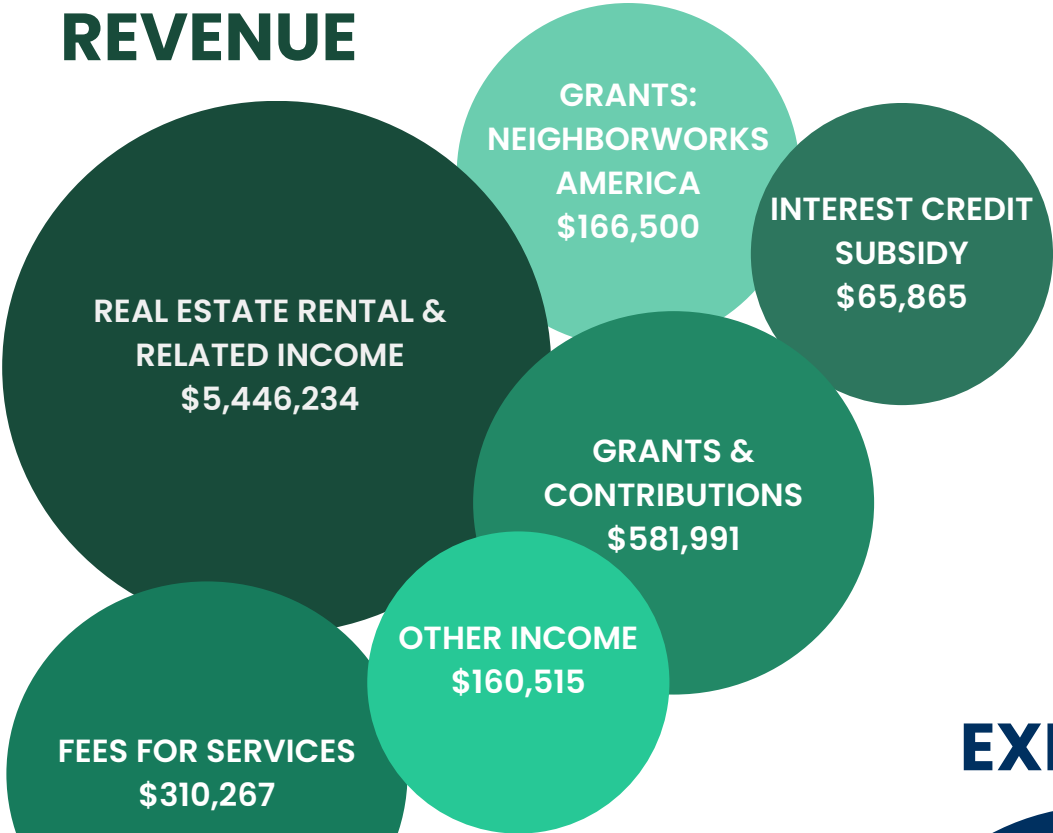 REVENUE
GRANTS:
NEIGHBORWORKS
AMERICA
$166,500
INTEREST CREDIT
SUBSIDY
$65,865
REAL ESTATE RENTAL &
RELATED INCOME
$5,446,234
GRANTS &
CONTRIBUTIONS
$581,991
OTHER INCOME
$160,515
FEES FOR SERVICES
$310,267